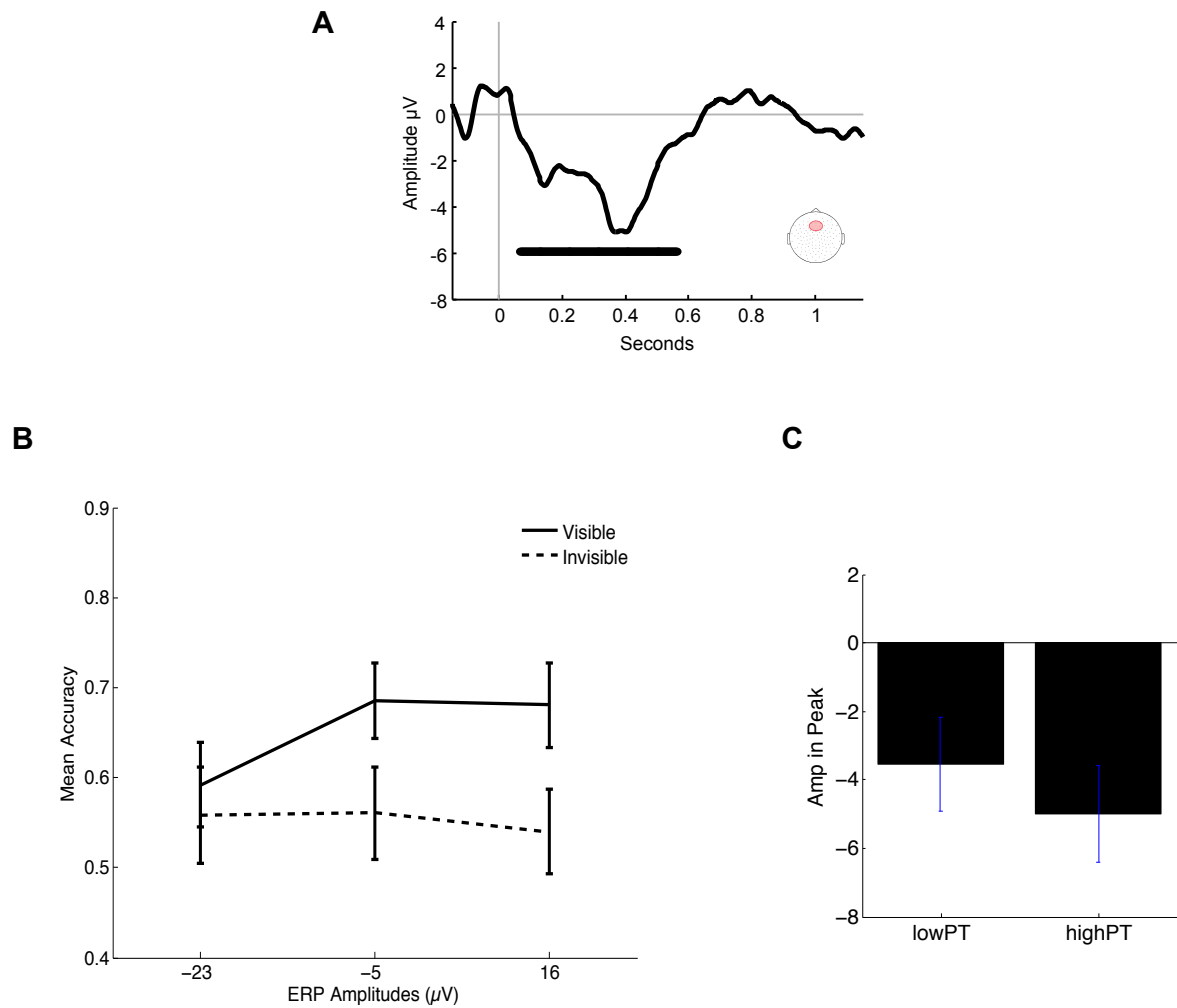 A
4
2
0
-2
-4
-6
-8
Amplitude µV
0 0.2 0.4 0.6 0.8 1
Seconds
B
0.9
0.8
0.7
0.6
0.5
0.4
Mean Accuracy
Visible
Invisible
−23 −5 16
ERP Amplitudes (µV)
C
2
0
−2
−4
−6
−8
Amp in Peak
lowPT highPT